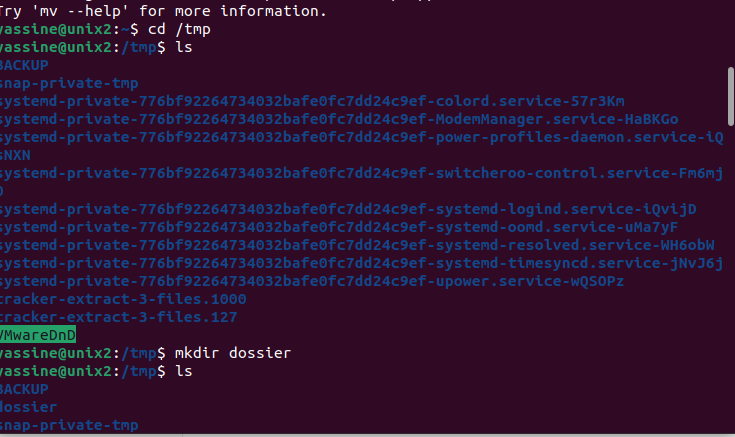 Try 'mv --help' for more information.
yassine@unix2:~$ cd /tmp
yassine@unix2:/tmp$ ls
BACKUP
snap-private-tmp
systemd-private-776bf92264734032bafe0fc7dd24c9ef-colord.service-57r3Km
systemd-private-776bf92264734032bafe0fc7dd24c9ef-ModemManager.service-HaBKGo
systemd-private-776bf92264734032bafe0fc7dd24c9ef-power-profiles-daemon.service-iQ
sNXN
systemd-private-776bf92264734032bafe0fc7dd24c9ef-switcheroo-control.service-Fm6mj
systemd-private-776bf92264734032bafe0fc7dd24c9ef-systemd-logind.service-iQvijD
systemd-private-776bf92264734032bafe0fc7dd24c9ef-systemd-oomd.service-uMa7yF
systemd-private-776bf92264734032bafe0fc7dd24c9ef-systemd-resolved.service-WH6obW
systemd-private-776bf92264734032bafe0fc7dd24c9ef-systemd-timesyncd.service-jNvJ6j
systemd-private-776bf92264734032bafe0fc7dd24c9ef-upower.service-wQSOPz
tracker-extract-3-files.1000
tracker-extract-3-files.127
VMwareDnD
yassine@unix2:/tmp$ mkdir dossier
yassine@unix2:/tmp$ ls
BACKUP
dossier
snap-private-tmp